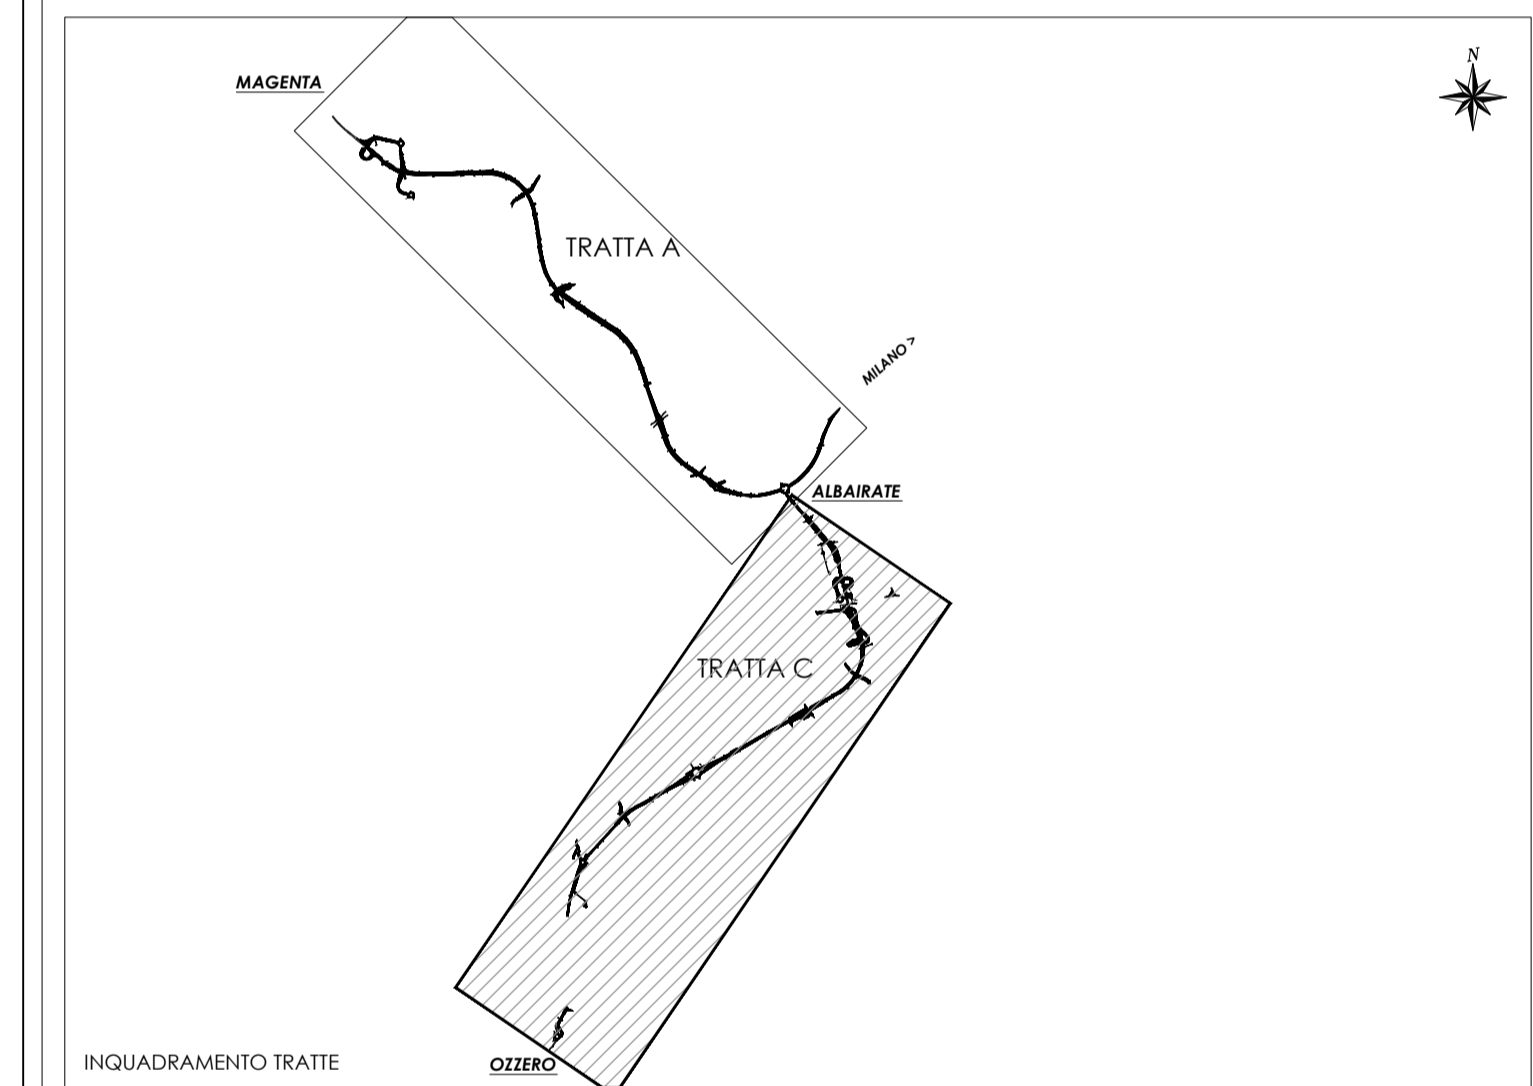 N
MAGENTA
TRATTA A
MILANO >
ALBAIRATE
TRATTA C
INQUADRAMENTO TRATTE
OZZERO